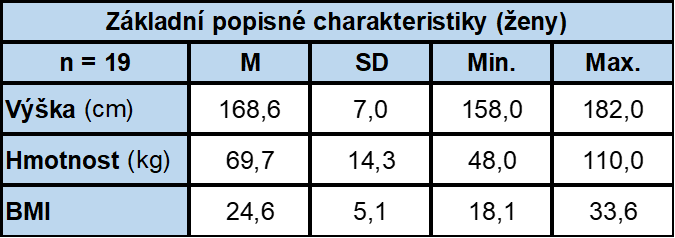 Základní popisné charakteristiky (ženy)
n = 19 M SD Min. Max.
Výška (cm) 168,6 7,0 158,0 182,0
Hmotnost (kg) 69,7 14,3 48,0 110,0
BMI 24,6 5,1 18,1 33,6